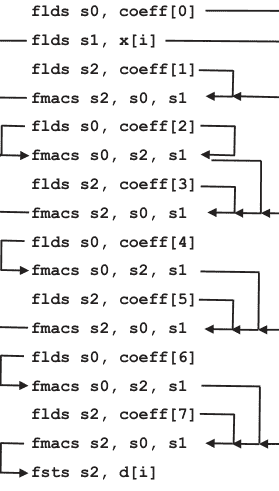 flds s0, coeff[0]
flds s1, x[i]
flds s2, coeff[1]
fmacs s2, s0, s1
flds s0, coeff[2]
fmacs s0, s2, s1
flds s2, coeff[3]
fmacs s2, s0, s1
flds s0, coeff[4]
fmacs s0, s2, s1
flds s2, coeff[5]
fmacs s2, s0, s1
flds s0, coeff[6]
fmacs s0, s2, s1
flds s2, coeff[7]
fmacs s2, s0, s1
fsts s2, d[i]